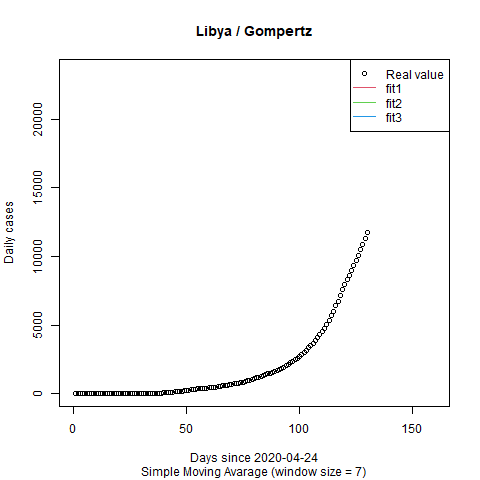 Libya / Gompertz
Real value
fit1
fit2
fit3
Daily cases
20000
15000
10000
5000
0
0 50 100 150
Days since 2020-04-24
Simple Moving Avarage (window size = 7)